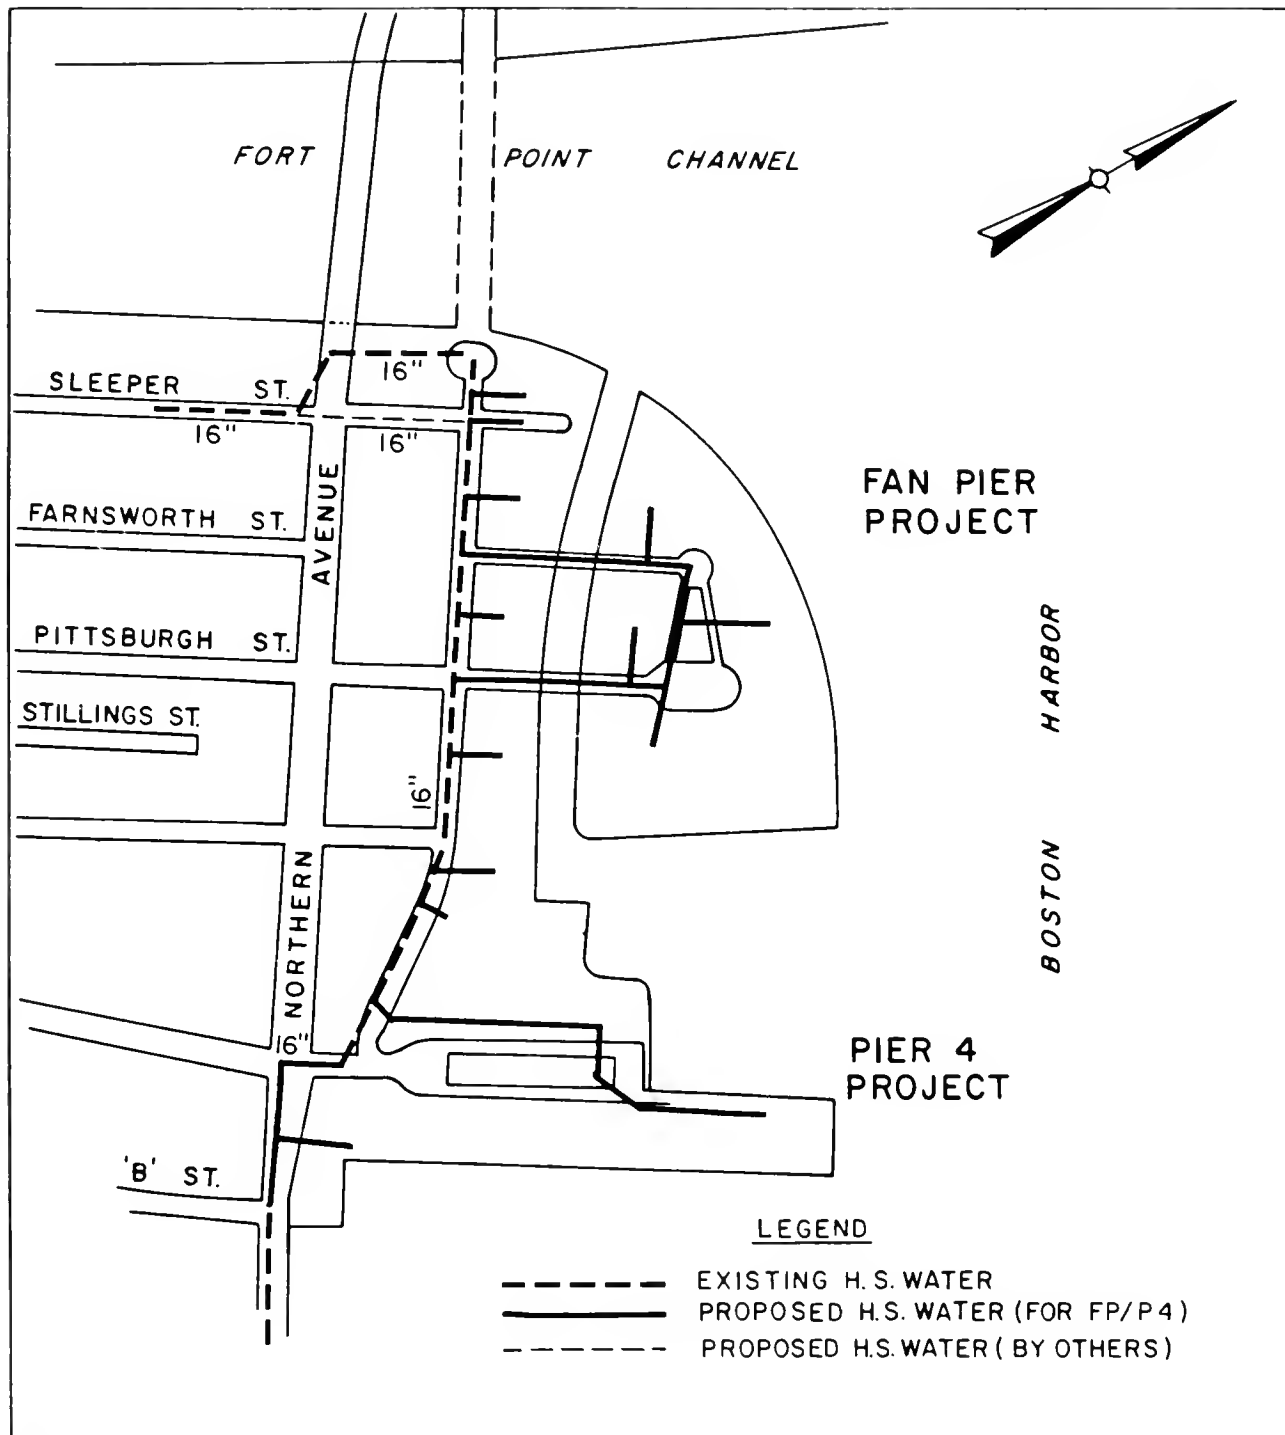 FORT POINT CHANNEL
16"
SLEEPER ST.
16"
16"
FAN PIER
PROJECT
FARNSWORTH ST.
AVENUE
PITTSBURGH ST.
HARBOR
STILLINGS ST.
16"
BOSTON
NORTHERN
16"
PIER 4
PROJECT
'B' ST.
LEGEND
EXISTING H.S. WATER
PROPOSED H.S. WATER (FOR FP/P4)
PROPOSED H.S. WATER (BY OTHERS)